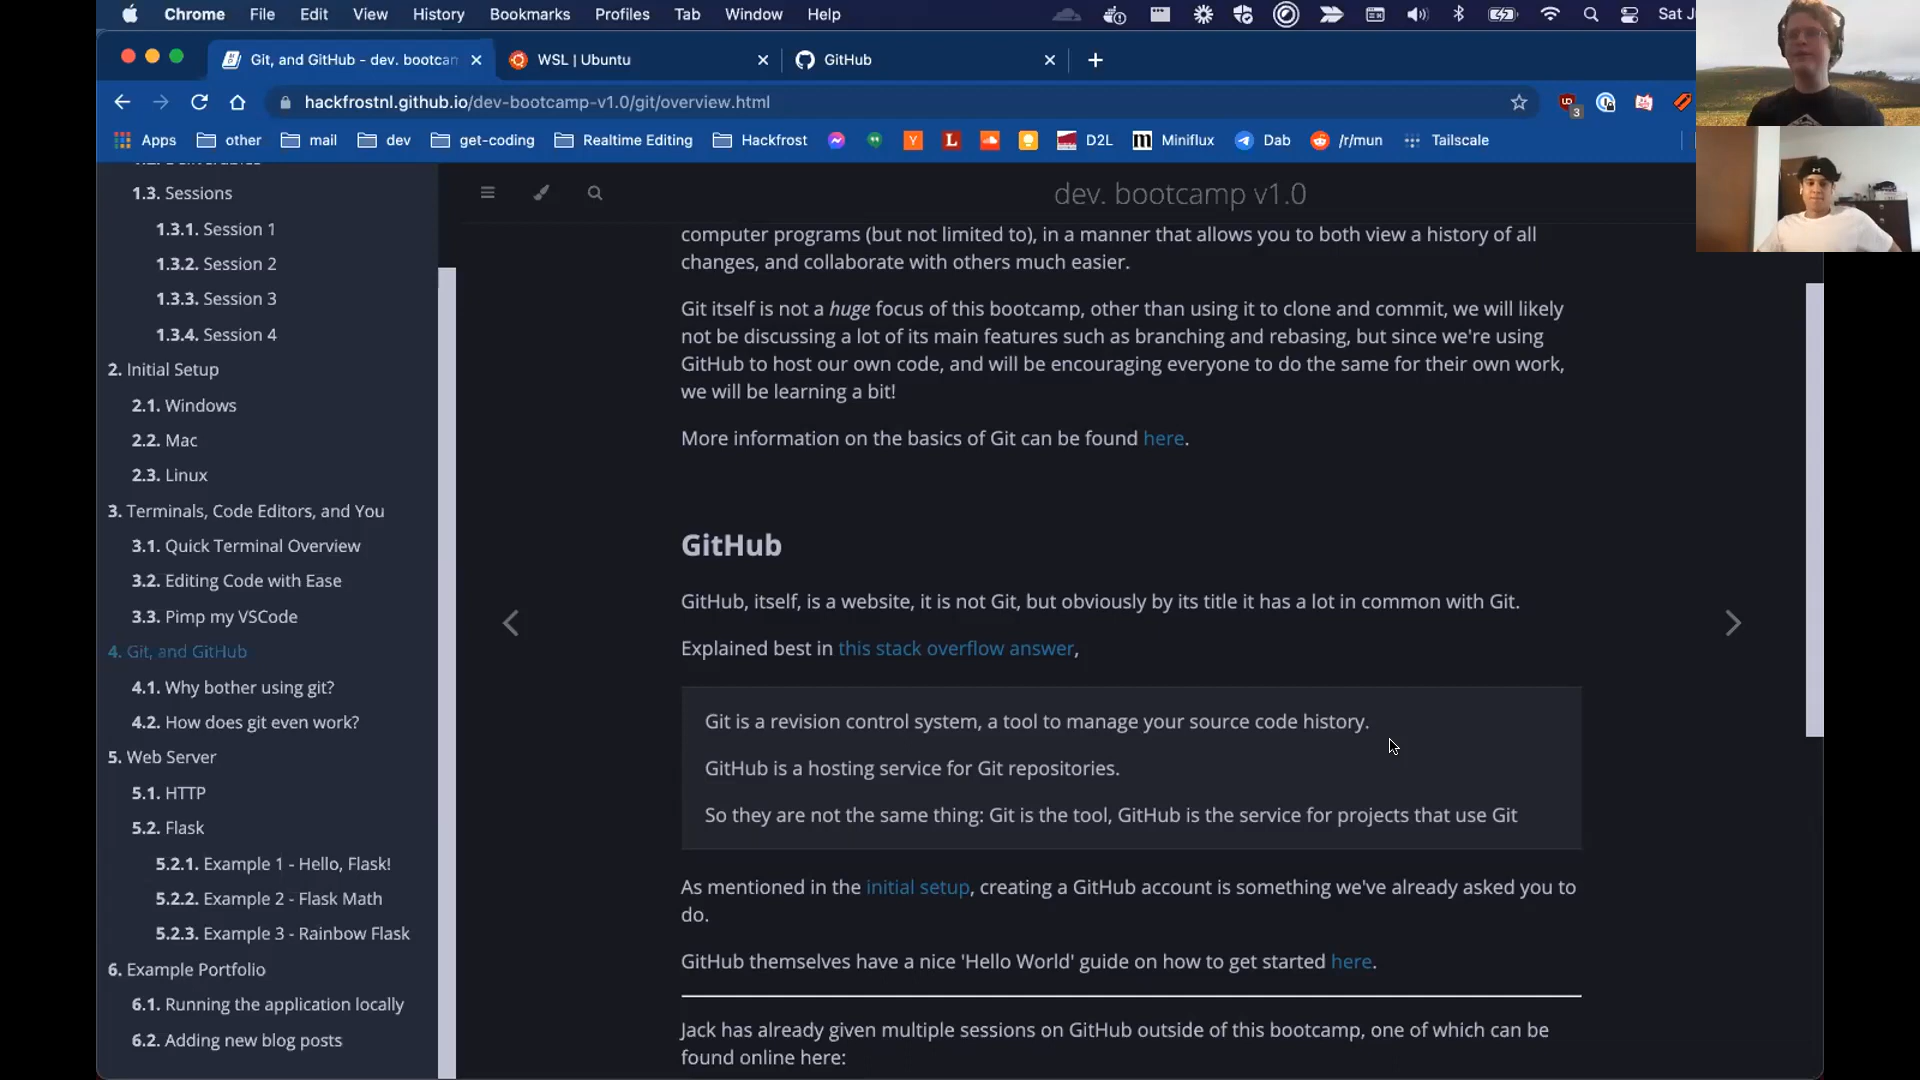 Chrome File Edit View History Bookmarks Profiles Tab Window Help Sat
Git, and GitHub - dev. bootcan WSL | Ubuntu GitHub
hackfrostnl.github.io/dev-bootcamp-v1.0/git/overview.html 3
Apps other mail dev get-coding Realtime Editing Hackfrost D2L Miniflux Dab /r/mun Tailscale
1.3. Sessions
1.3.1. Session 1
1.3.2. Session 2
1.3.3. Session 3
1.3.4. Session 4
2. Initial Setup
2.1. Windows
2.2. Mac
2.3. Linux
3. Terminals, Code Editors, and You
3.1. Quick Terminal Overview
3.2. Editing Code with Ease
3.3. Pimp my VSCode
4. Git, and GitHub
4.1. Why bother using git?
4.2. How does git even work?
5. Web Server
5.1. HTTP
5.2. Flask
5.2.1. Example 1 - Hello, Flask!
5.2.2. Example 2 - Flask Math
5.2.3. Example 3 - Rainbow Flask
6. Example Portfolio
6.1. Running the application locally
6.2. Adding new blog posts
dev. bootcamp v1.0
computer programs (but not limited to), in a manner that allows you to both view a history of all
changes, and collaborate with others much easier.
Git itself is not a huge focus of this bootcamp, other than using it to clone and commit, we will likely
not be discussing a lot of its main features such as branching and rebasing, but since we're using
GitHub to host our own code, and will be encouraging everyone to do the same for their own work,
we will be learning a bit!
More information on the basics of Git can be found here.
GitHub
GitHub, itself, is a website, it is not Git, but obviously by its title it has a lot in common with Git.
Explained best in this stack overflow answer,
Git is a revision control system, a tool to manage your source code history.
GitHub is a hosting service for Git repositories.
So they are not the same thing: Git is the tool, GitHub is the service for projects that use Git
As mentioned in the initial setup, creating a GitHub account is something we've already asked you to
do.
GitHub themselves have a nice 'Hello World' guide on how to get started here.
Jack has already given multiple sessions on GitHub outside of this bootcamp, one of which can be
found online here: